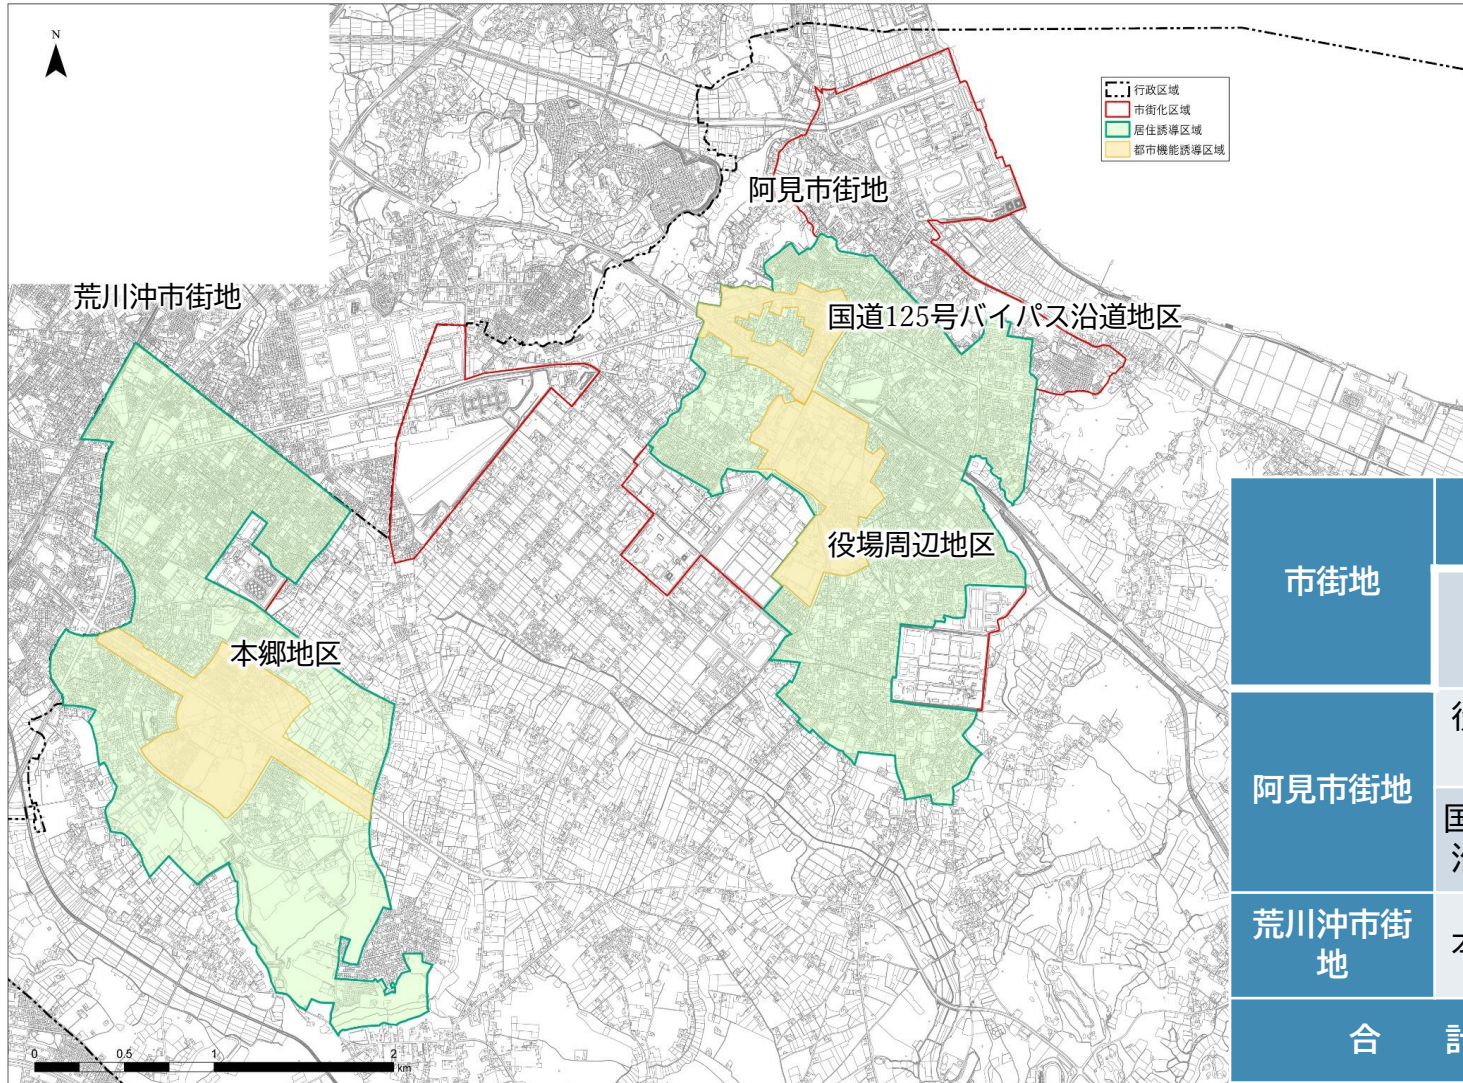 N
行政区域
市街化区域
居住誘導区域
都市機能誘導区域
阿見市街地
荒川沖市街地
国道125号バイパス沿道地区
役場周辺地区
本郷地区
0 0.5 1 2
km
市街地
阿見市街地
荒川沖市街
地
合 計